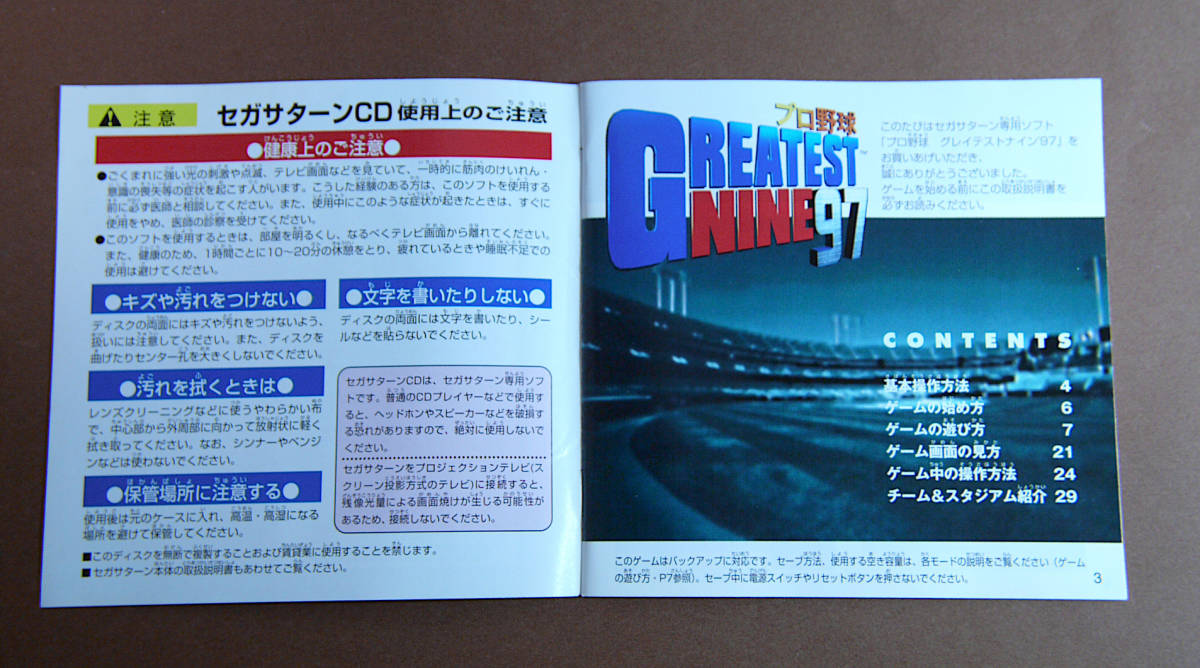 注意
セガサターンCD 使用上のご注意
●健康上のご注意●
●ごくまれに強い光の刺激や点滅、テレビ画面などを見ていて、一時的に筋肉のけいれん・
意識の喪失等の症状を起こす人がいます。こうした経験のある方は、このソフトを使用する
前に必ず医師と相談してください。また、使用中にこのような症状が起きたときは、すぐに
使用をやめ、医師の診察を受けてください。
●このソフトを使用するときは、部屋を明るくし、なるべくテレビ画面から離れてください。
また、健康のため、1時間ごとに10〜20分の休憩をとり、疲れているときや睡眠不足での
使用は避けてください。
●キズや汚れをつけない●
ディスクの両面にはキズや汚れをつけないよう、
扱いには注意してください。また、ディスクを
曲げたりセンター孔を大きくしないでください。
●文字を書いたりしない●
ディスクの両面には文字を書いたり、シー
ルなどを貼らないでください。
●汚れを拭くときは●
レンズクリーニングなどに使うやわらかい布
で、中心部から外周部に向かって放射状に軽く
拭き取ってください。なお、シンナーやベンジ
ンなどは使わないでください。
●保管場所に注意する●
使用後は元のケースに入れ、高温・高湿になる
場所を避けて保管してください。
セガサターンCDは、セガサターン専用ソフ
トです。普通のCDプレイヤーなどで使用す
ると、ヘッドホンやスピーカーなどを破損す
る恐れがありますので、絶対に使用しないで
ください。
セガサターンをプロジェクションテレビ(ス
クリーン投影方式のテレビ)に接続すると、
残像光量による画面焼けが生じる可能性が
あるため、接続しないでください。
■このディスクを無断で複製することおよび賃貸業に使用することを禁じます。
■セガサターン本体の取扱説明書もあわせてご覧ください。
プロ野球
GREATEST
NINE97
™
このたびはセガサターン専用ソフト
「プロ野球　グレイテストナイン'97」を
お買いあげいただき、
誠にありがとうございました。
ゲームを始める前にこの取扱説明書を
必ずお読みください。
CONTENTS
基本操作方法 4
ゲームの始め方 6
ゲームの遊び方 7
ゲーム画面の見方 21
ゲーム中の操作方法 24
チーム&スタジアム紹介 29
このゲームはバックアップに対応です。セーブ方法、使用する空き容量は、各モードの説明をご覧ください(ゲーム
の遊び方・P7参照)。セーブ中に電源スイッチやリセットボタンを押さないでください。
3